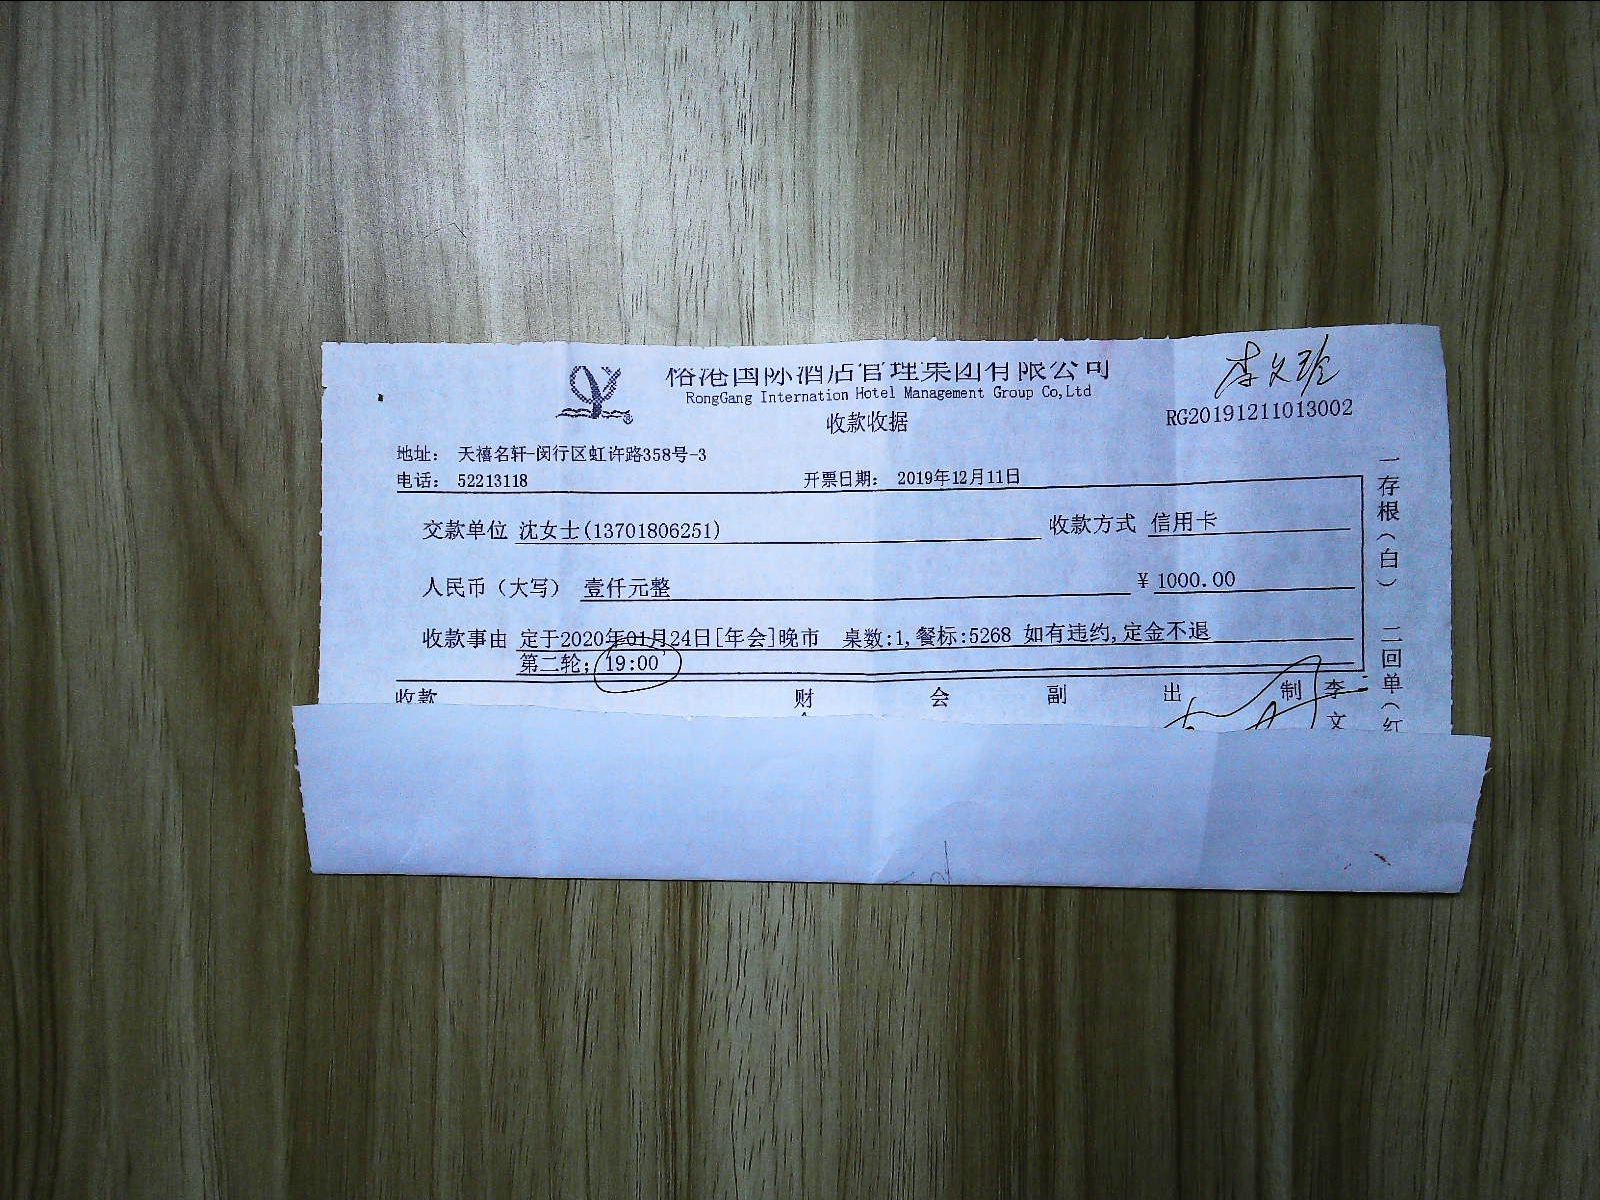 裕港国际酒店管理集团有限公司
RongGang Internation Hotel Management Group Co,Ltd
收款收据
RG20191211013002
地址： 天禧名轩-闵行区虹许路358号-3
电话： 52213118 开票日期： 2019年12月11日
交款单位 沈女士(13701806251) 收款方式 信用卡
人民币（大写） 壹仟元整 ¥ 1000.00
收款事由 定于2020年01月24日[年会]晚市 桌数:1,餐标:5268 如有违约,定金不退
第二轮; 19:00
收款 财 会 副 出 制 李文
一存根（白） 二回单（红